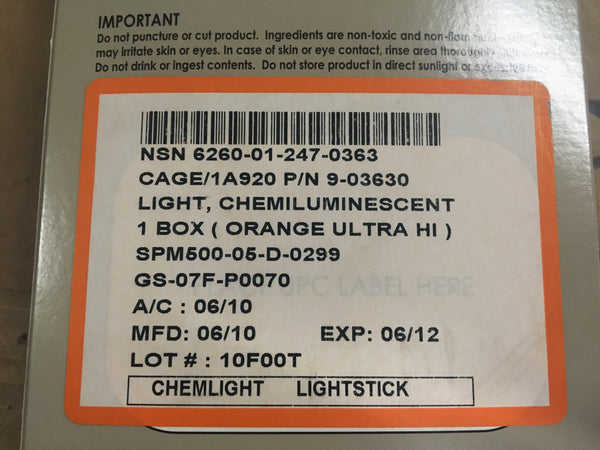 IMPORTANT
Do not puncture or cut product. Ingredients are non-toxic and
may irritate skin or eyes. In case of skin or eye contact, rinse area
Do not drink or ingest contents. Do not store product in direct sunlight or
NSN 6260-01-247-0363
CAGE/1A920 P/N 9-03630
LIGHT, CHEMILUMINESCENT
1 BOX ( ORANGE ULTRA HI )
SPM500-05-D-0299
GS-07F-P0070
UPC LABEL HERE
A/C : 06/10
MFD: 06/10 EXP: 06/12
LOT # : 10F00T
CHEMLIGHT LIGHTSTICK